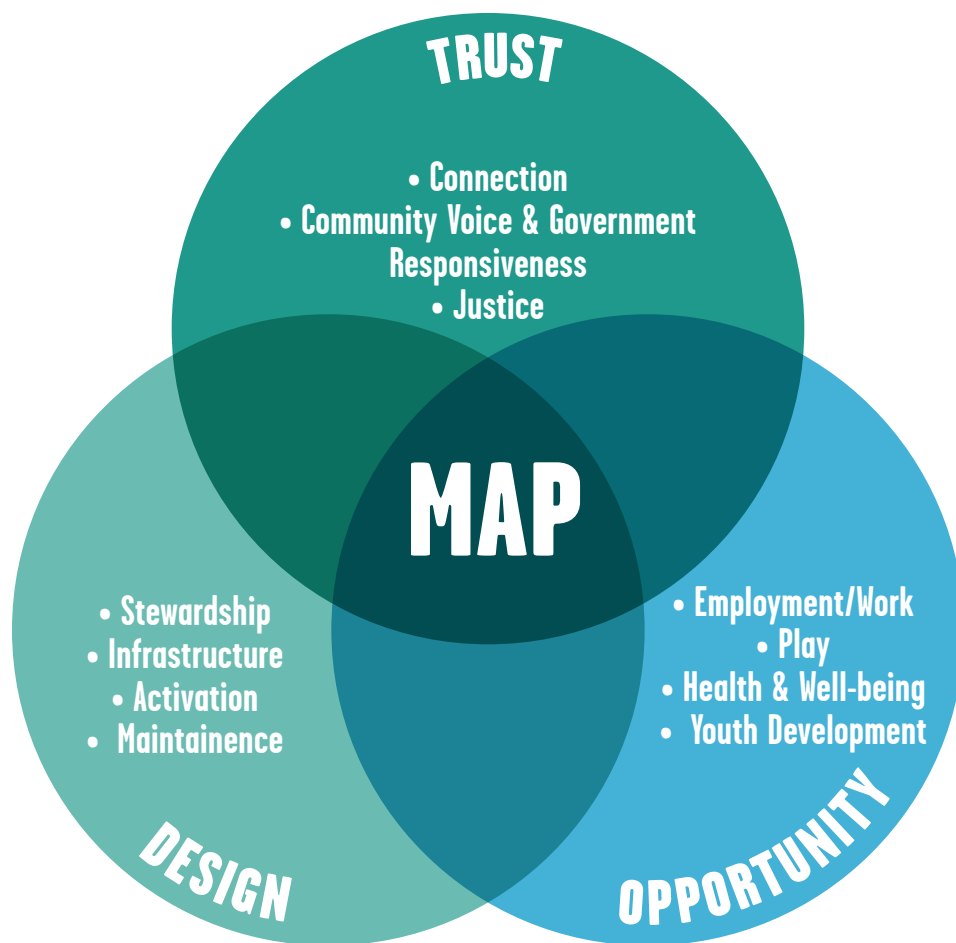 TRUST
• Connection
• Community Voice & Government
Responsiveness
• Justice
MAP
• Stewardship
• Infrastructure
• Activation
• Maintainence
DESIGN
• Employment/Work
• Play
• Health & Well-being
• Youth Development
OPPORTUNITY